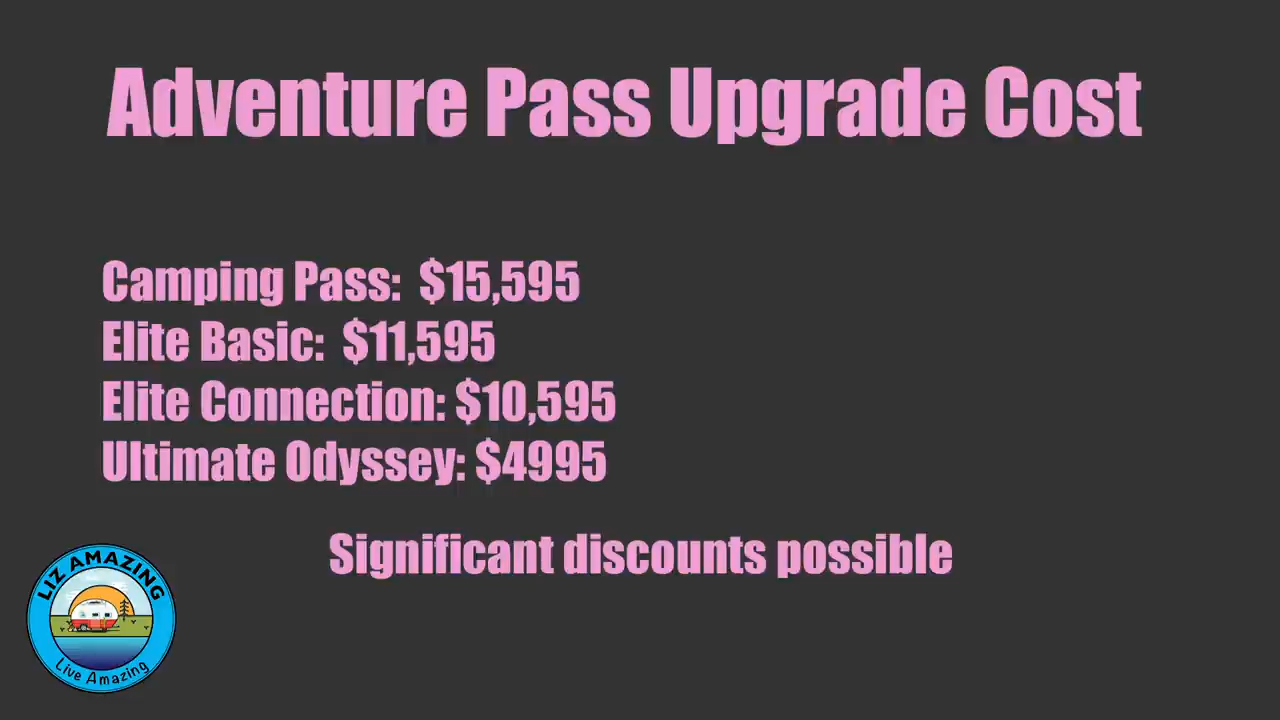 Adventure Pass Upgrade Cost
Camping Pass: $15,595
Elite Basic: $11,595
Elite Connection: $10,595
Ultimate Odyssey: $4995
Significant discounts possible
LIZ AMAZING
Live Amazing